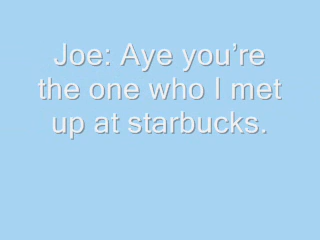 Joe: Aye you’re
the one who I met
up at starbucks.